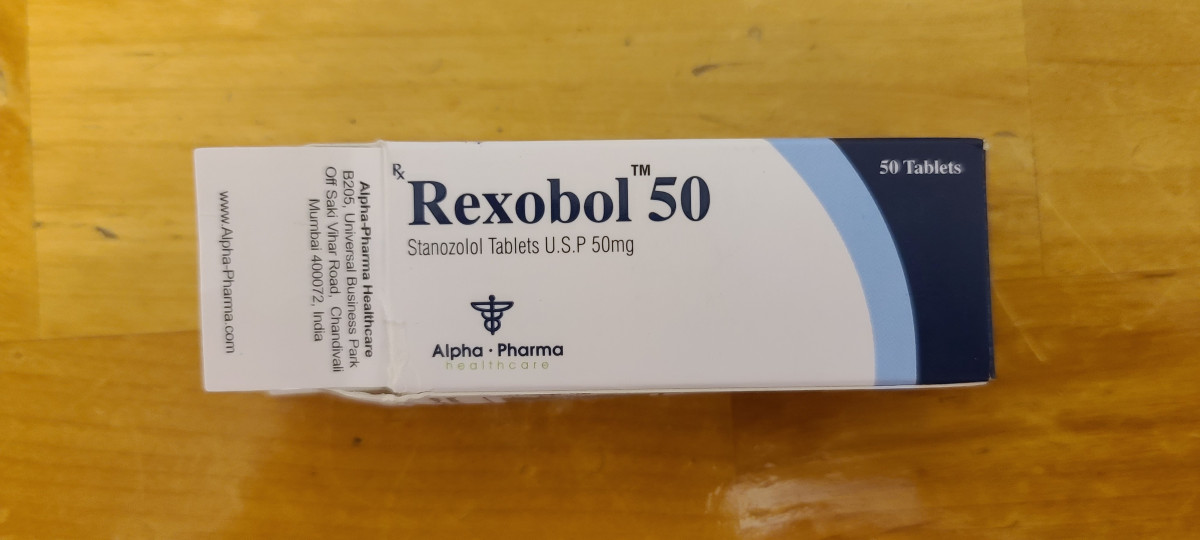 ℞
Rexobol™ 50
Stanozolol Tablets U.S.P 50mg
Alpha · Pharma
healthcare
50 Tablets
Alpha-Pharma Healthcare
B205, Universal Business Park
Off Saki Vihar Road, Chandivali
Mumbai 400072, India
www.Alpha-Pharma.com